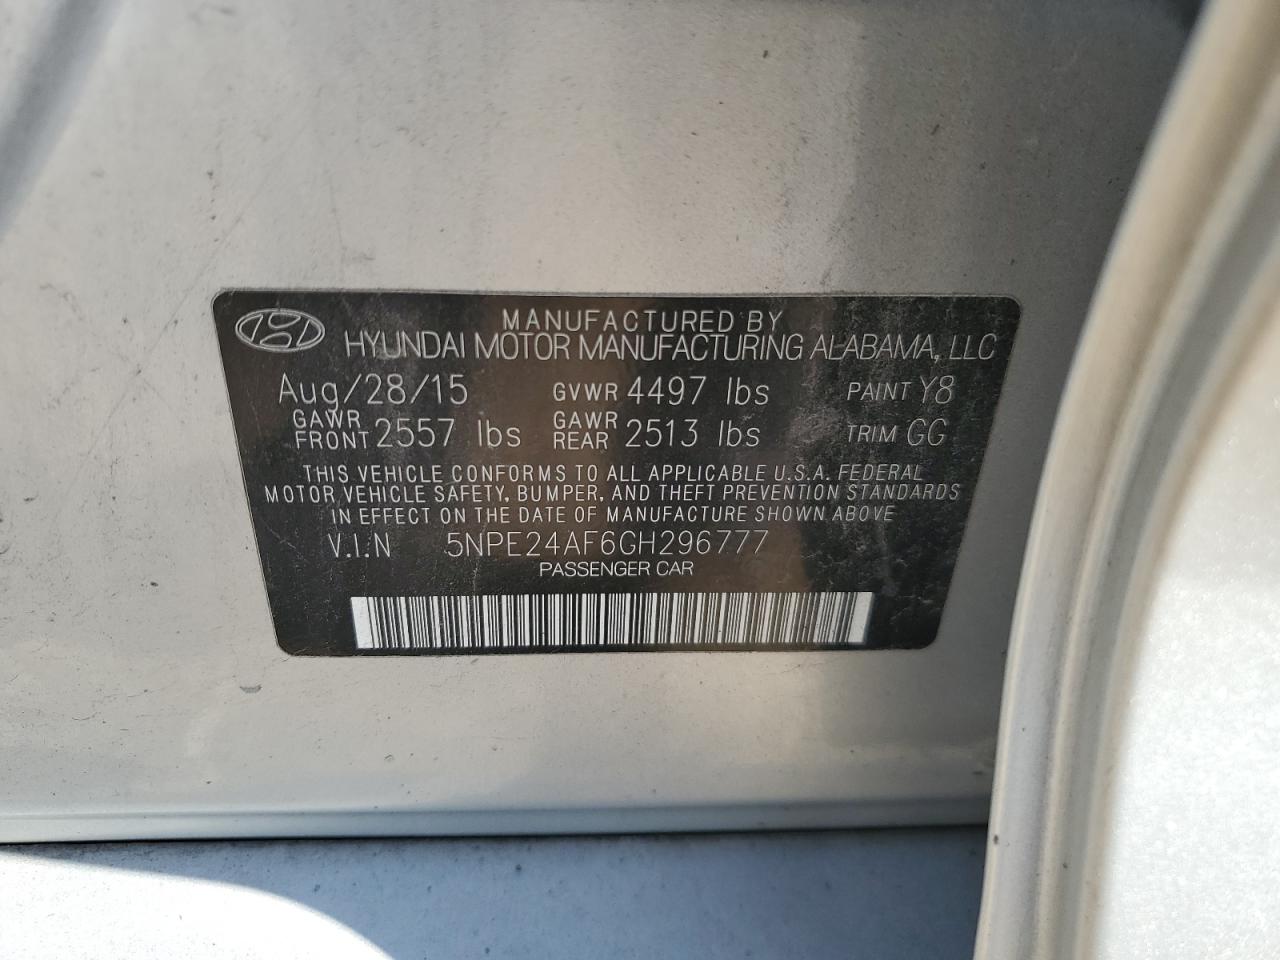 MANUFACTURED BY
HYUNDAI MOTOR MANUFACTURING ALABAMA, LLC
Aug/28/15 GVWR 4497 lbs PAINT Y8
GAWR FRONT 2557 lbs GAWR REAR 2513 lbs TRIM GG
THIS VEHICLE CONFORMS TO ALL APPLICABLE U.S.A. FEDERAL
MOTOR VEHICLE SAFETY, BUMPER, AND THEFT PREVENTION STANDARDS
IN EFFECT ON THE DATE OF MANUFACTURE SHOWN ABOVE
V.I.N 5NPE24AF6GH296777
PASSENGER CAR